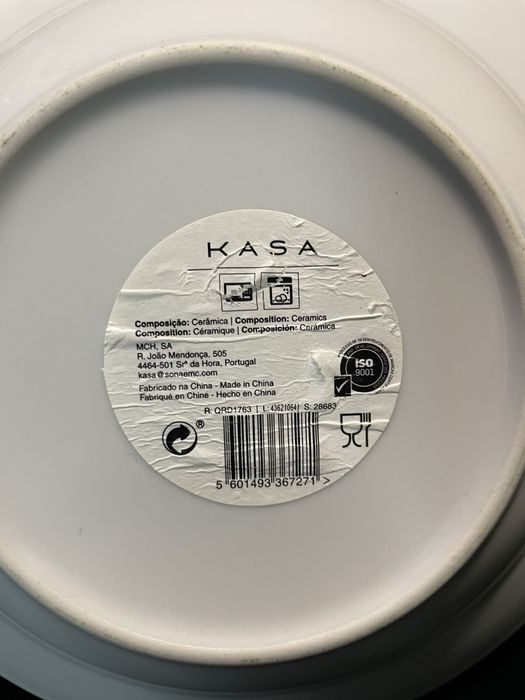 KASA
Composição: Cerâmica | Composition: Ceramics
Composition: Céramique | Composición: Cerámica
MCH, SA
R. João Mendonça, 505
4464-501 Srª da Hora, Portugal
kasa@sonaemc.com
Fabricado na China - Made in China
Fabriqué en Chine - Hecho en China
ISO
9001
R: QRD1763 | L: 43621064 | S: 28683
®
5 601493 367271 >